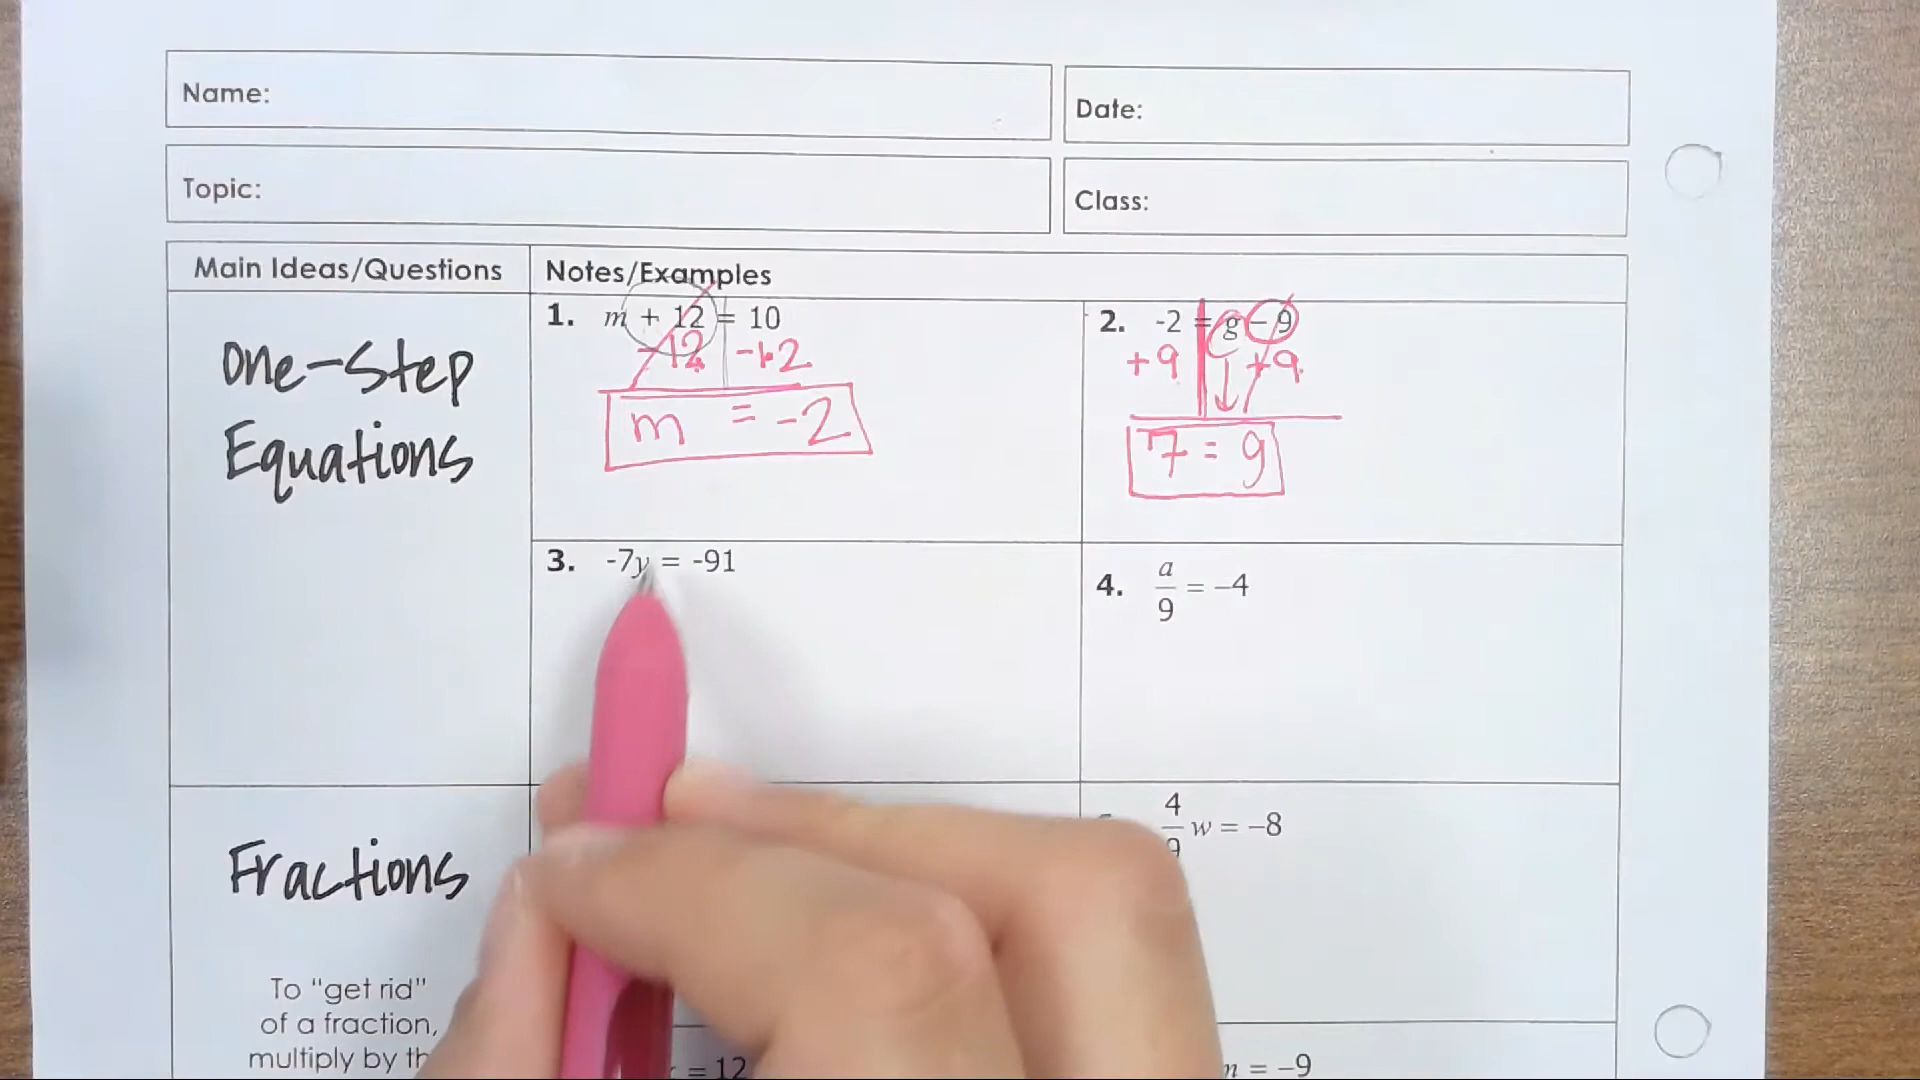 Name:
Date:
Topic:
Class:
Main Ideas/Questions
Notes/Examples
One-Step
Equations
1. m + 12 = 10
-12 -12
m = -2
2. -2 = g - 9
+9 +9
7 = g
3. -7y = -91
4. a/9 = -4
Fractions
To "get rid"
of a fraction,
multiply by
4/9 w = -8
= 12
n = -9